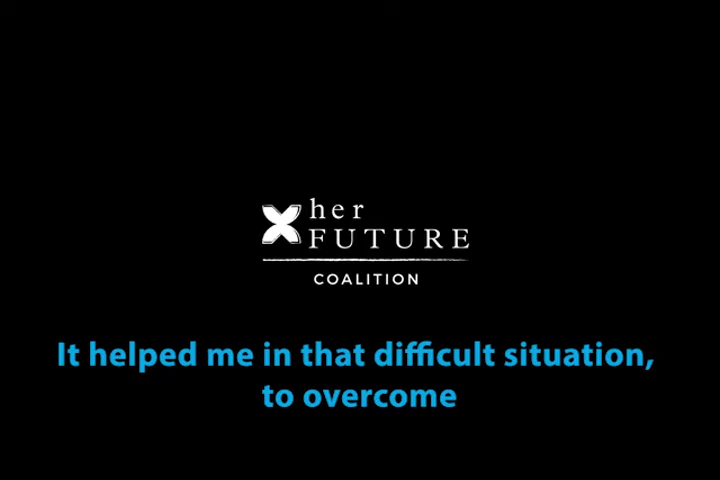 her
FUTURE
COALITION
It helped me in that difficult situation,
to overcome